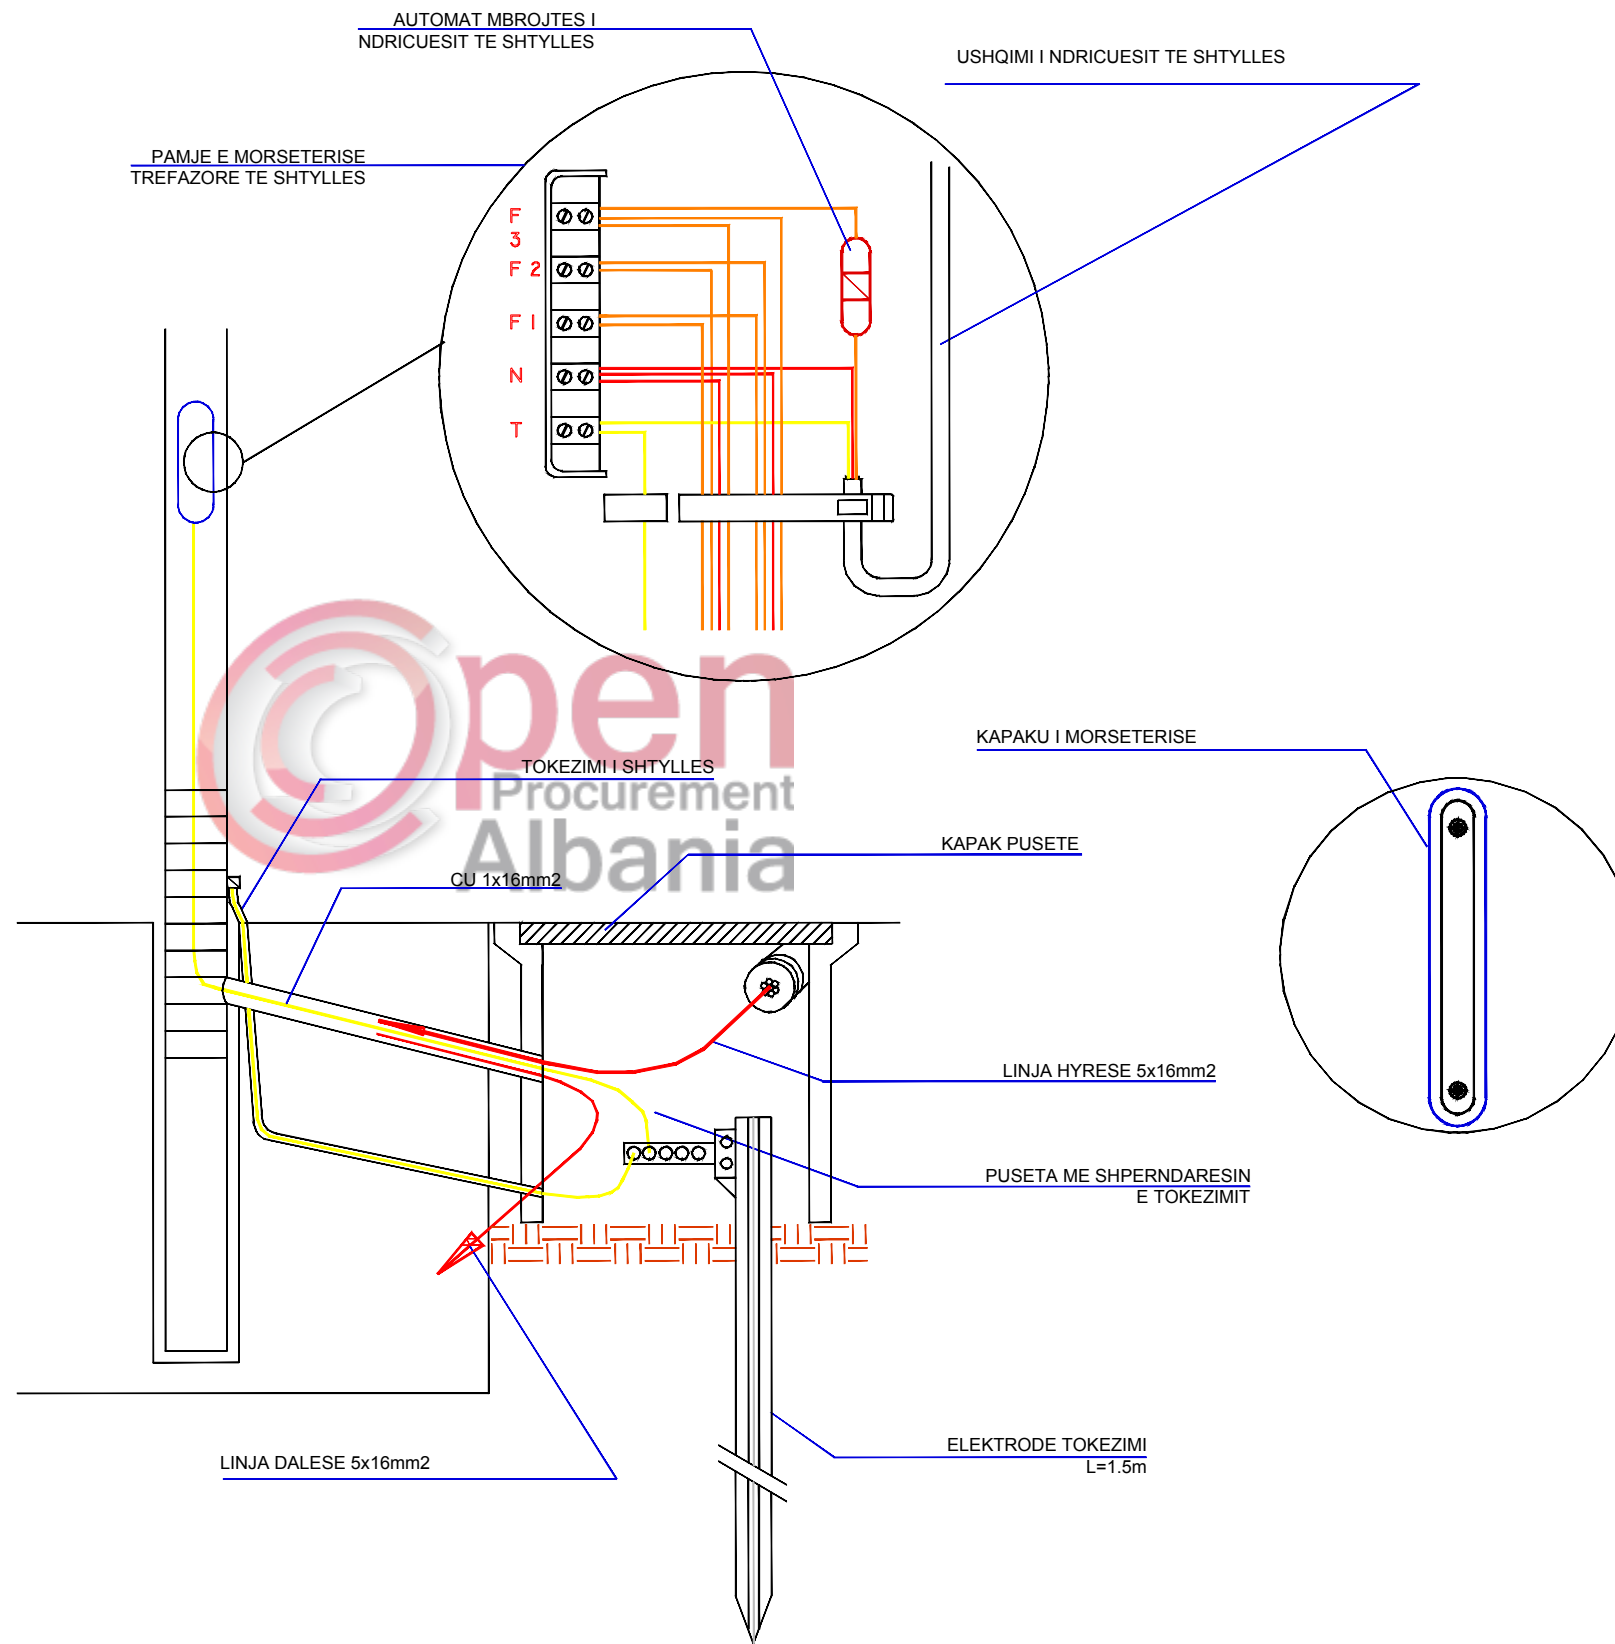 AUTOMAT MBROJTES I
NDRICUESIT TE SHTYLLES
USHQIMI I NDRICUESIT TE SHTYLLES
PAMJE E MORSETERISE
TREFAZORE TE SHTYLLES
F
3
F 2
F 1
N
T
Open
Procurement
Albania
TOKEZIMI I SHTYLLES
KAPAKU I MORSETERISE
KAPAK PUSETE
CU 1x16mm2
LINJA HYRESE 5x16mm2
PUSETA ME SHPERNDARESIN
E TOKEZIMIT
ELEKTRODE TOKEZIMI
L=1.5m
LINJA DALESE 5x16mm2